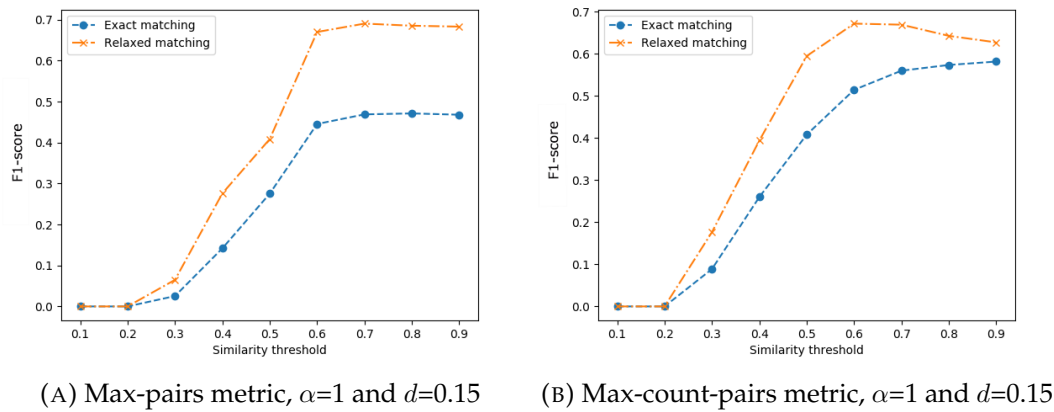 Exact matching
Relaxed matching
F1-score
0.7
0.6
0.5
0.4
0.3
0.2
0.1
0.0
0.1 0.2 0.3 0.4 0.5 0.6 0.7 0.8 0.9
Similarity threshold
(A) Max-pairs metric, α=1 and d=0.15
Exact matching
Relaxed matching
F1-score
0.7
0.6
0.5
0.4
0.3
0.2
0.1
0.0
0.1 0.2 0.3 0.4 0.5 0.6 0.7 0.8 0.9
Similarity threshold
(B) Max-count-pairs metric, α=1 and d=0.15